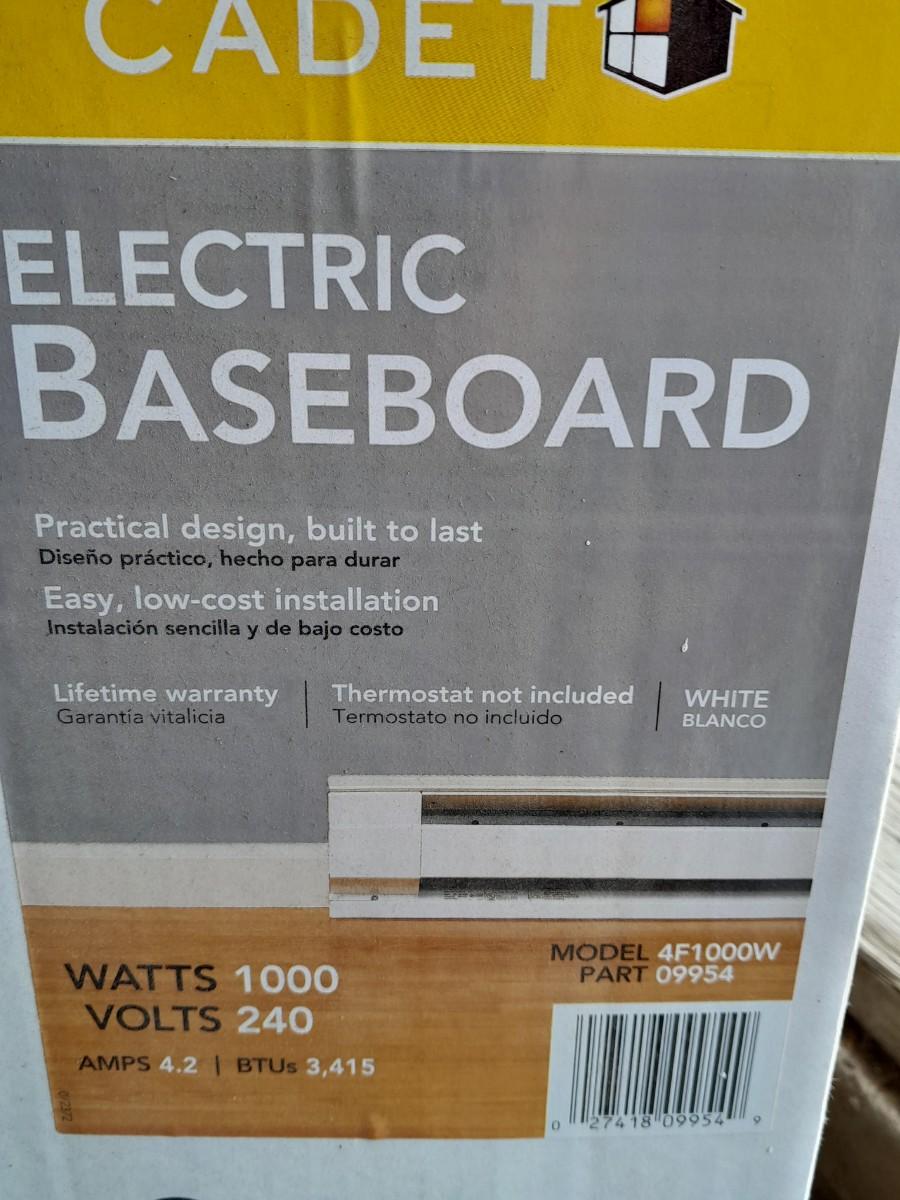 CADET
ELECTRIC
BASEBOARD
Practical design, built to last
Diseño práctico, hecho para durar
Easy, low-cost installation
Instalación sencilla y de bajo costo
Lifetime warranty
Garantía vitalicia
Thermostat not included
Termostato no incluido
WHITE
BLANCO
MODEL 4F1000W
PART 09954
WATTS 1000
VOLTS 240
AMPS 4.2 | BTUs 3,415
0 27418 09954 9